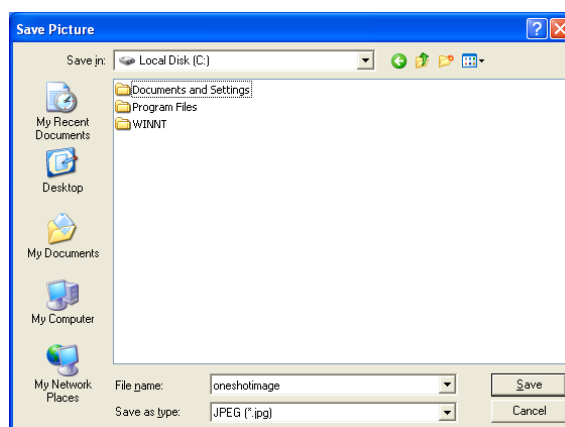 Save Picture
Save in: Local Disk (C:)
Documents and Settings
Program Files
WINNT
My Recent
Documents
Desktop
My Documents
My Computer
My Network
Places
File name: oneshotimage Save
Save as type: JPEG (*.jpg) Cancel